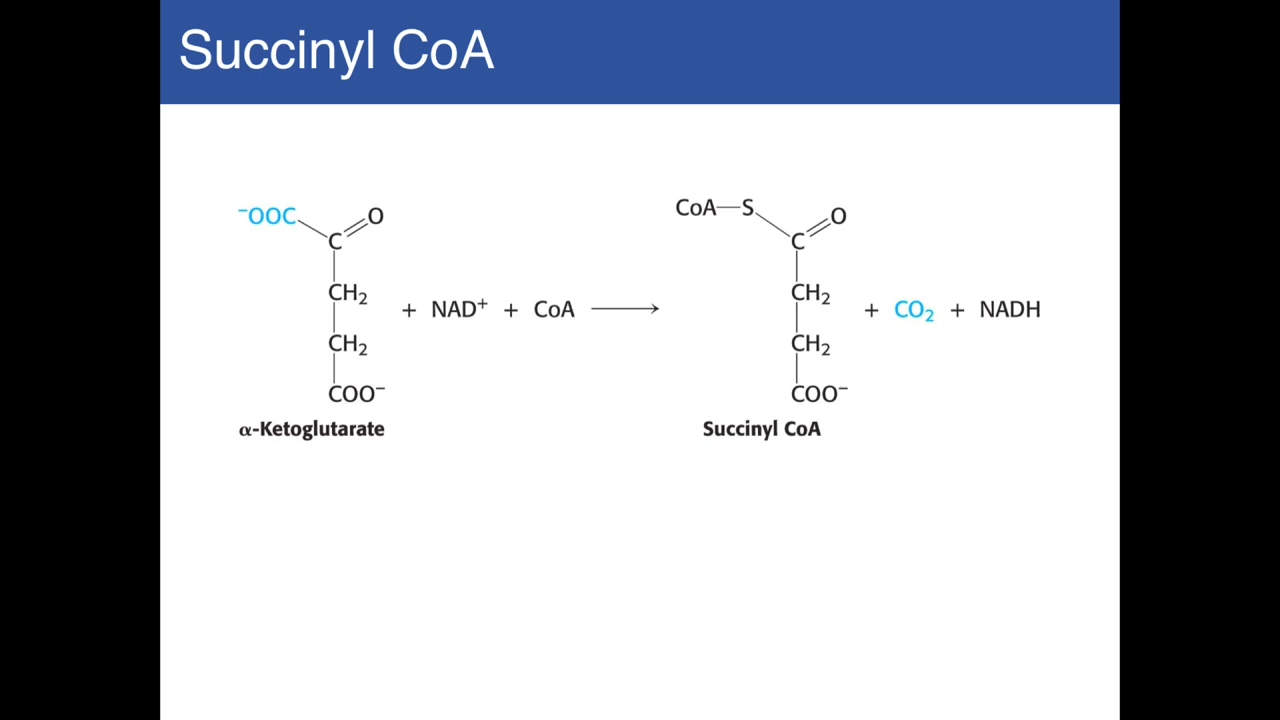 Succinyl CoA
⁻OOC
O
C
CH₂
CH₂
COO⁻
α-Ketoglutarate
+ NAD⁺ + CoA ⟶
CoA—S
O
C
CH₂
CH₂
COO⁻
Succinyl CoA
+ CO₂ + NADH